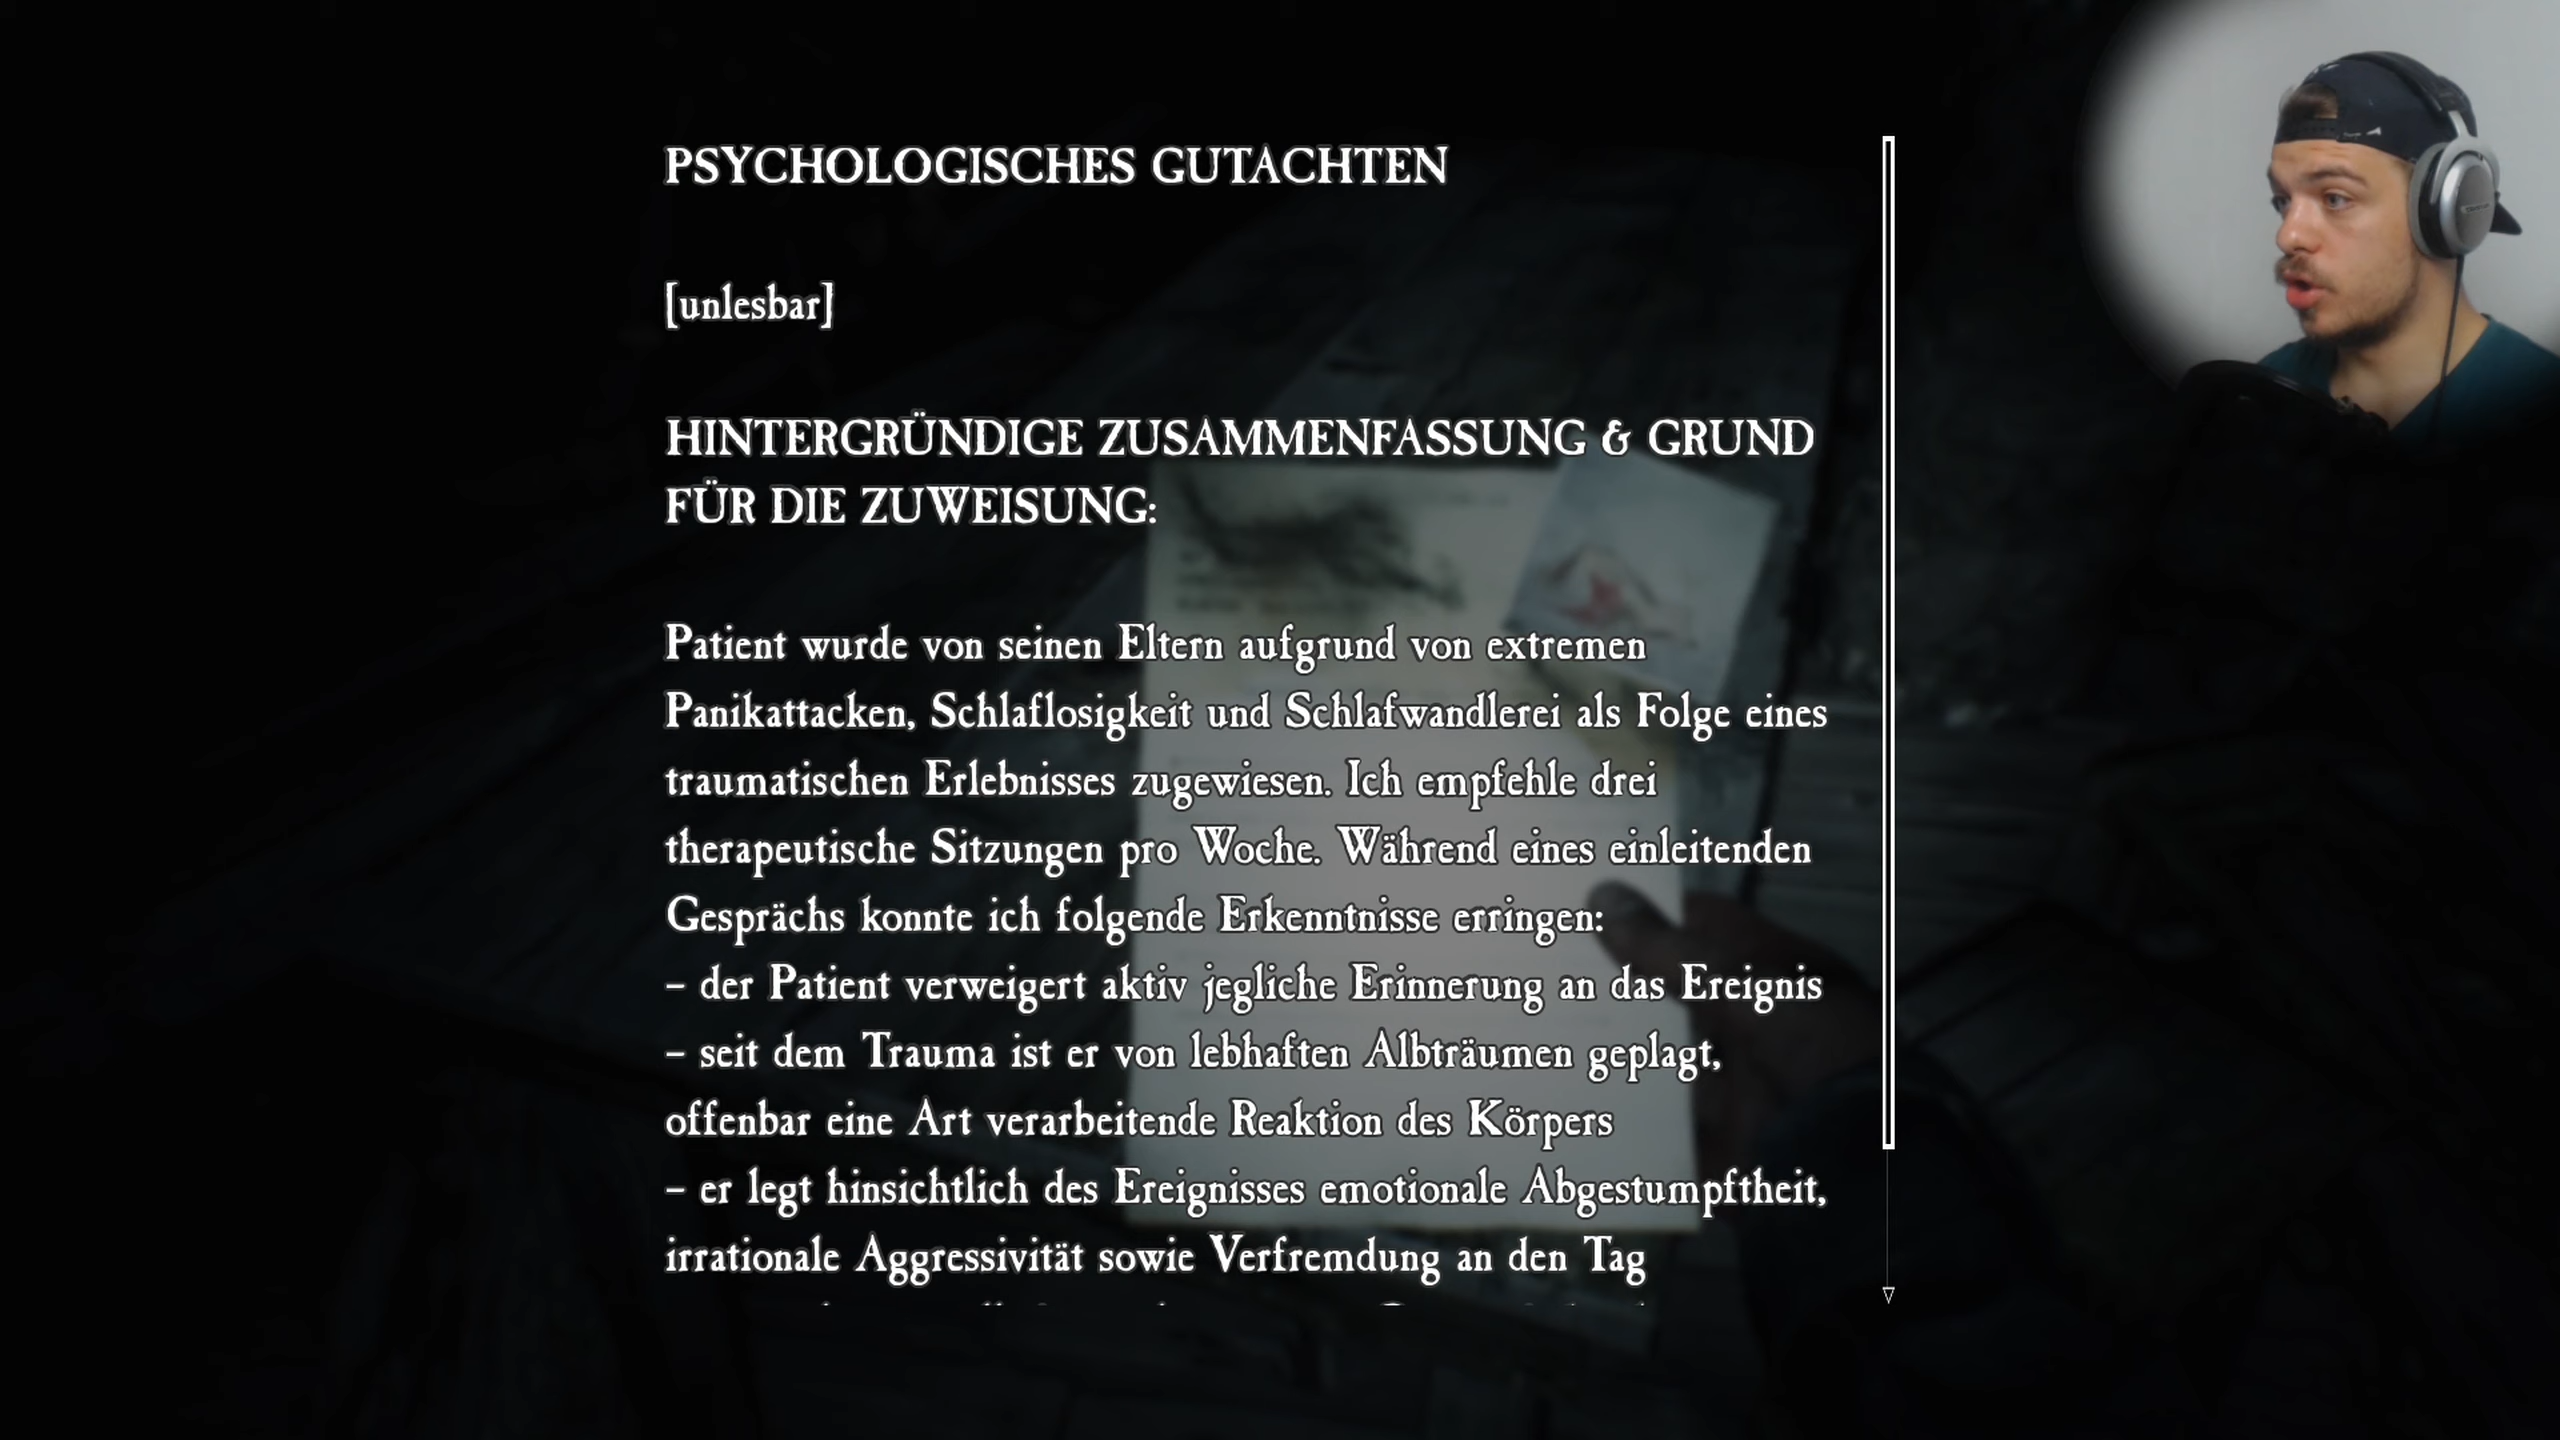 PSYCHOLOGISCHES GUTACHTEN
[unlesbar]
HINTERGRÜNDIGE ZUSAMMENFASSUNG & GRUND
FÜR DIE ZUWEISUNG:
Patient wurde von seinen Eltern aufgrund von extremen
Panikattacken, Schlaflosigkeit und Schlafwandlerei als Folge eines
traumatischen Erlebnisses zugewiesen. Ich empfehle drei
therapeutische Sitzungen pro Woche. Während eines einleitenden
Gesprächs konnte ich folgende Erkenntnisse erringen:
– der Patient verweigert aktiv jegliche Erinnerung an das Ereignis
– seit dem Trauma ist er von lebhaften Albträumen geplagt,
offenbar eine Art verarbeitende Reaktion des Körpers
– er legt hinsichtlich des Ereignisses emotionale Abgestumpftheit,
irrationale Aggressivität sowie Verfremdung an den Tag